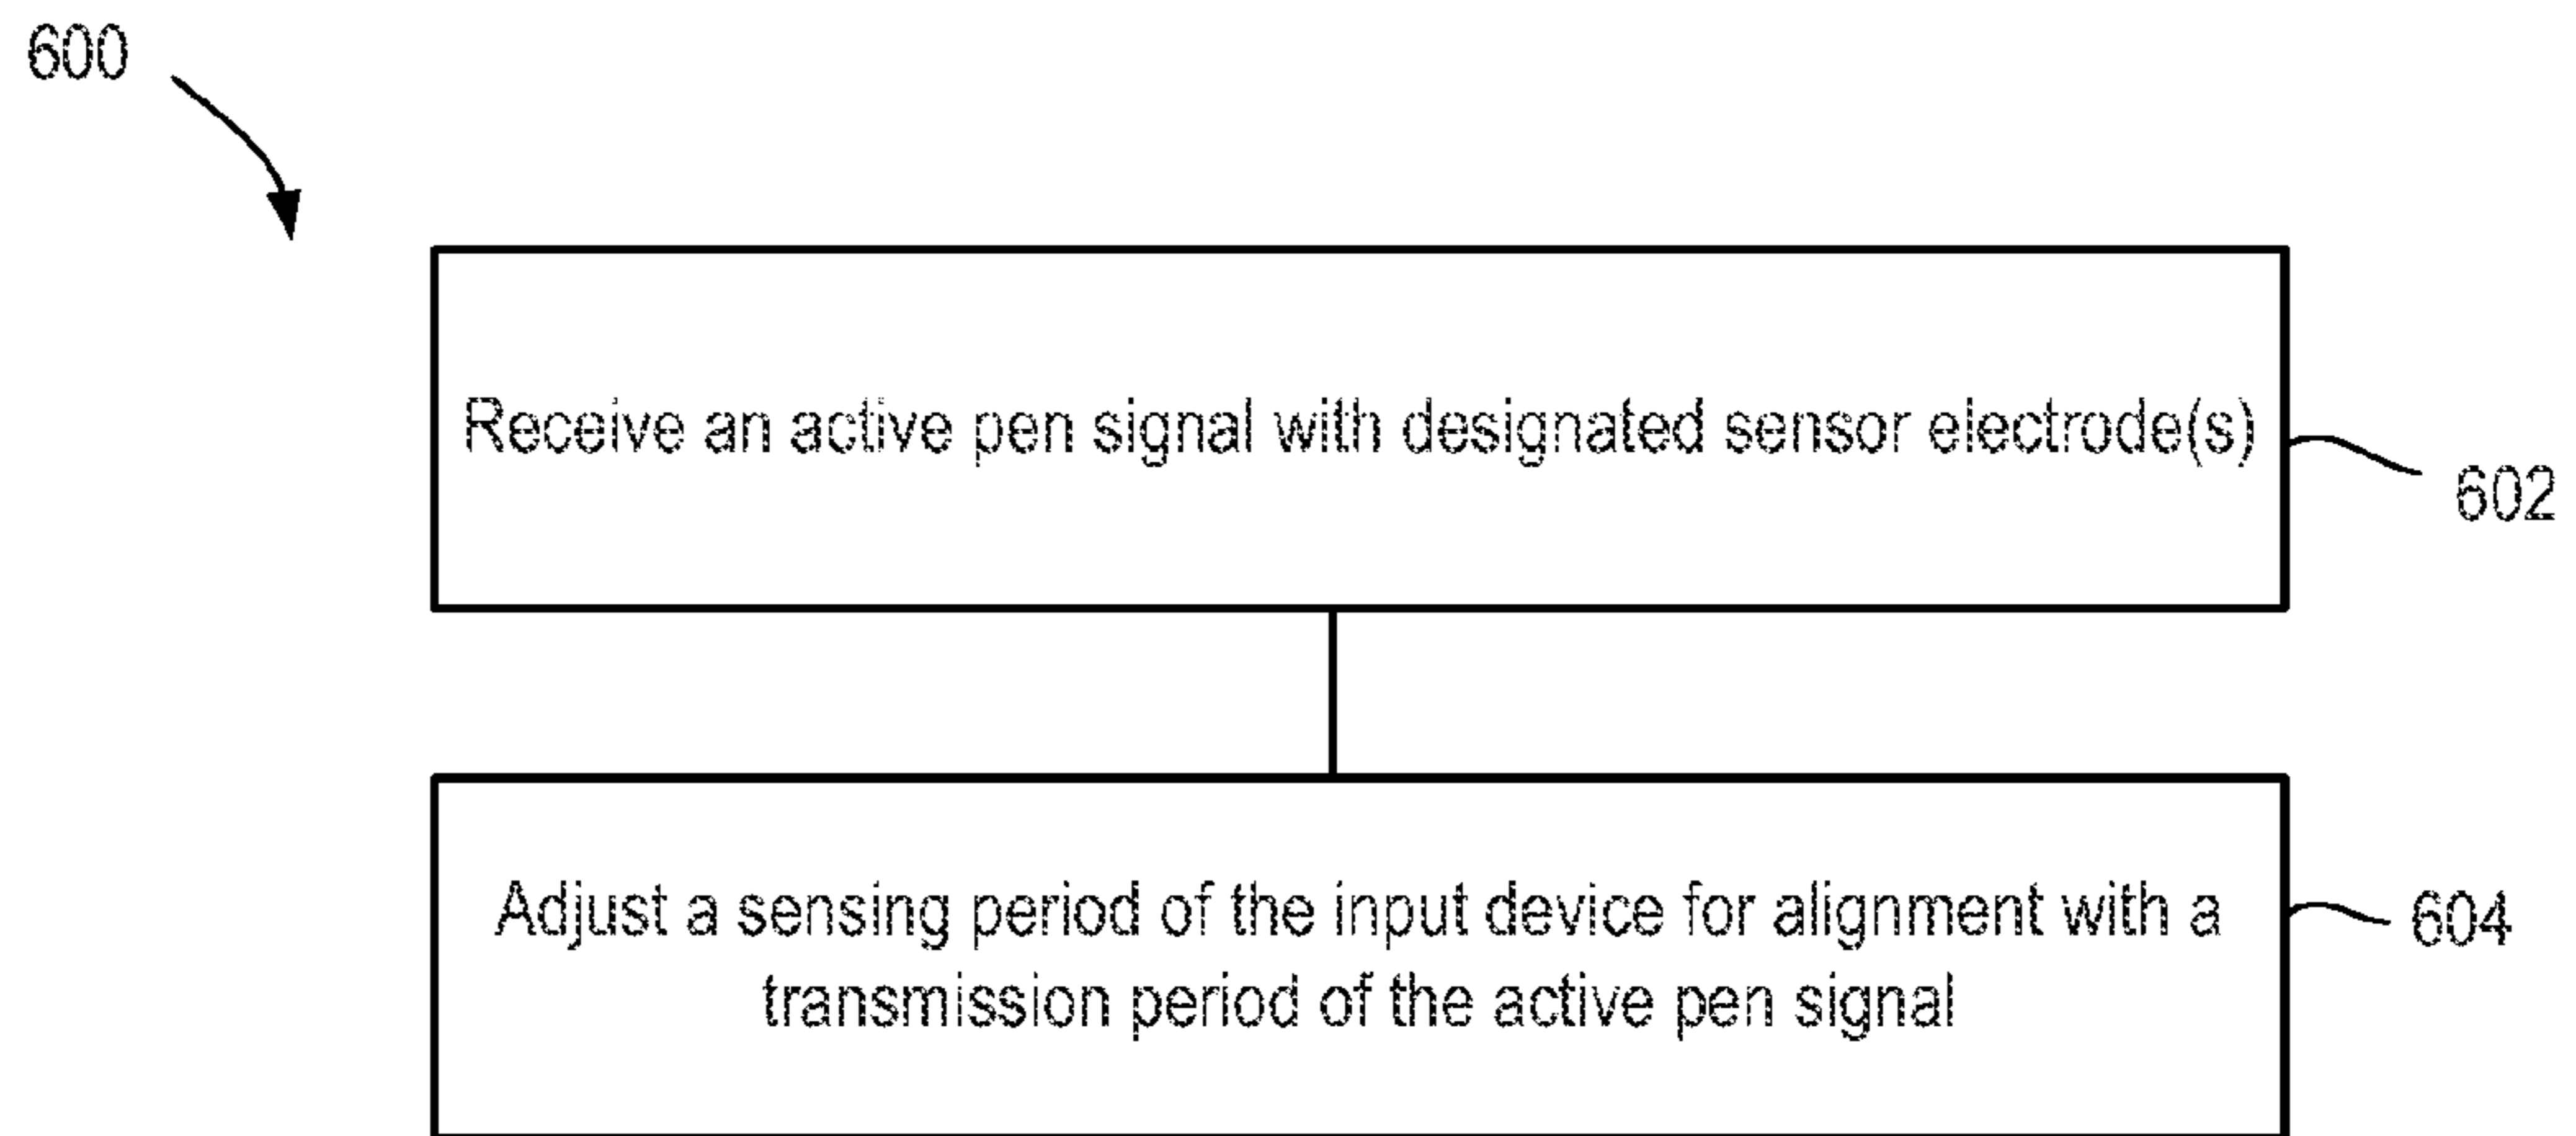 600
Receive an active pen signal with designated sensor electrode(s)
602
Adjust a sensing period of the input device for alignment with a
transmission period of the active pen signal
604